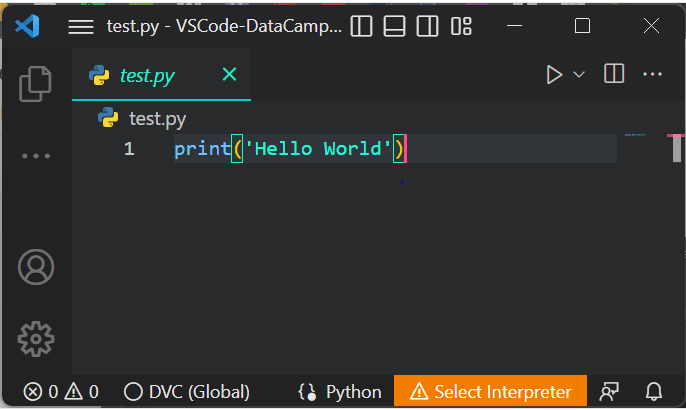 test.py - VSCode-DataCamp...
test.py
test.py
1 print('Hello World')
0 0 DVC (Global) Python Select Interpreter